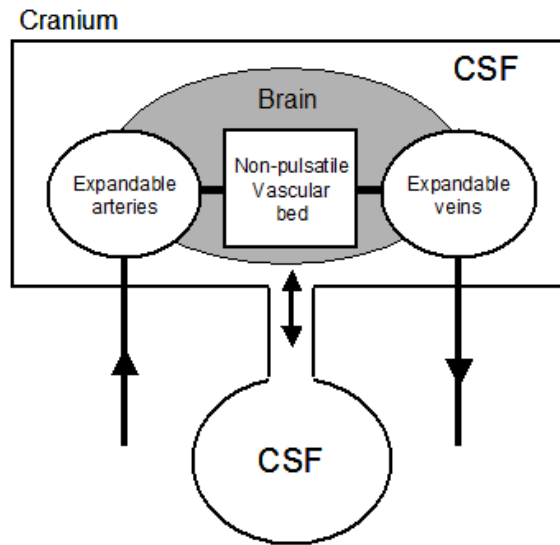 Cranium
CSF
Brain
Expandable
arteries
Non-pulsatile
Vascular
bed
Expandable
veins
CSF